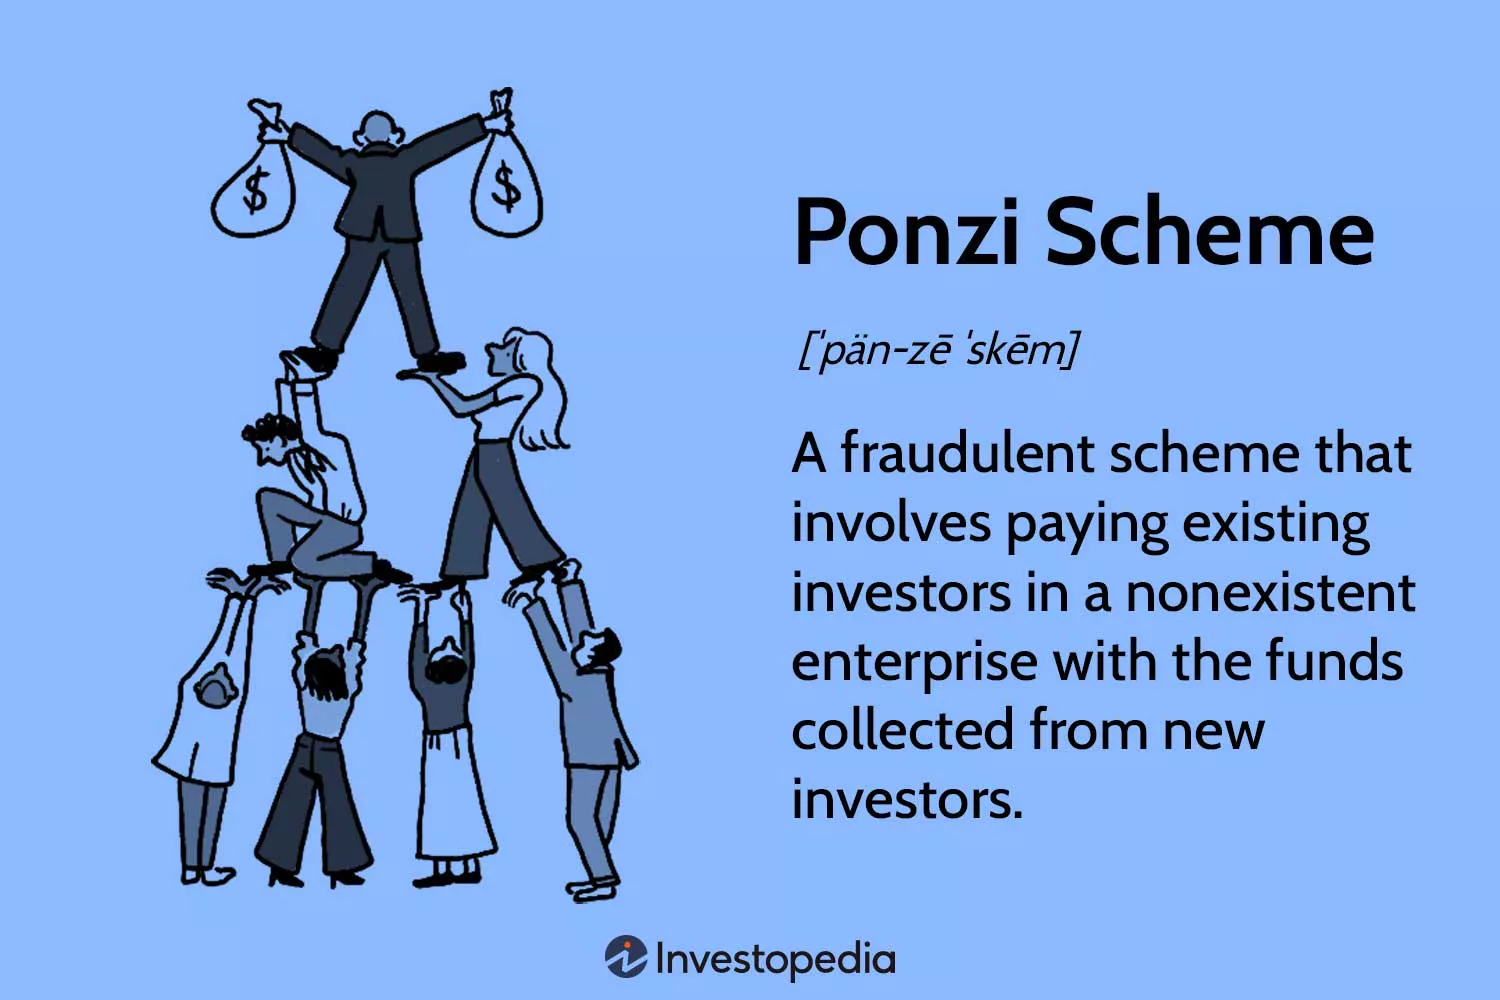 $ $
Ponzi Scheme
[ˈpän-zē ˈskēm]
A fraudulent scheme that
involves paying existing
investors in a nonexistent
enterprise with the funds
collected from new
investors.
Investopedia